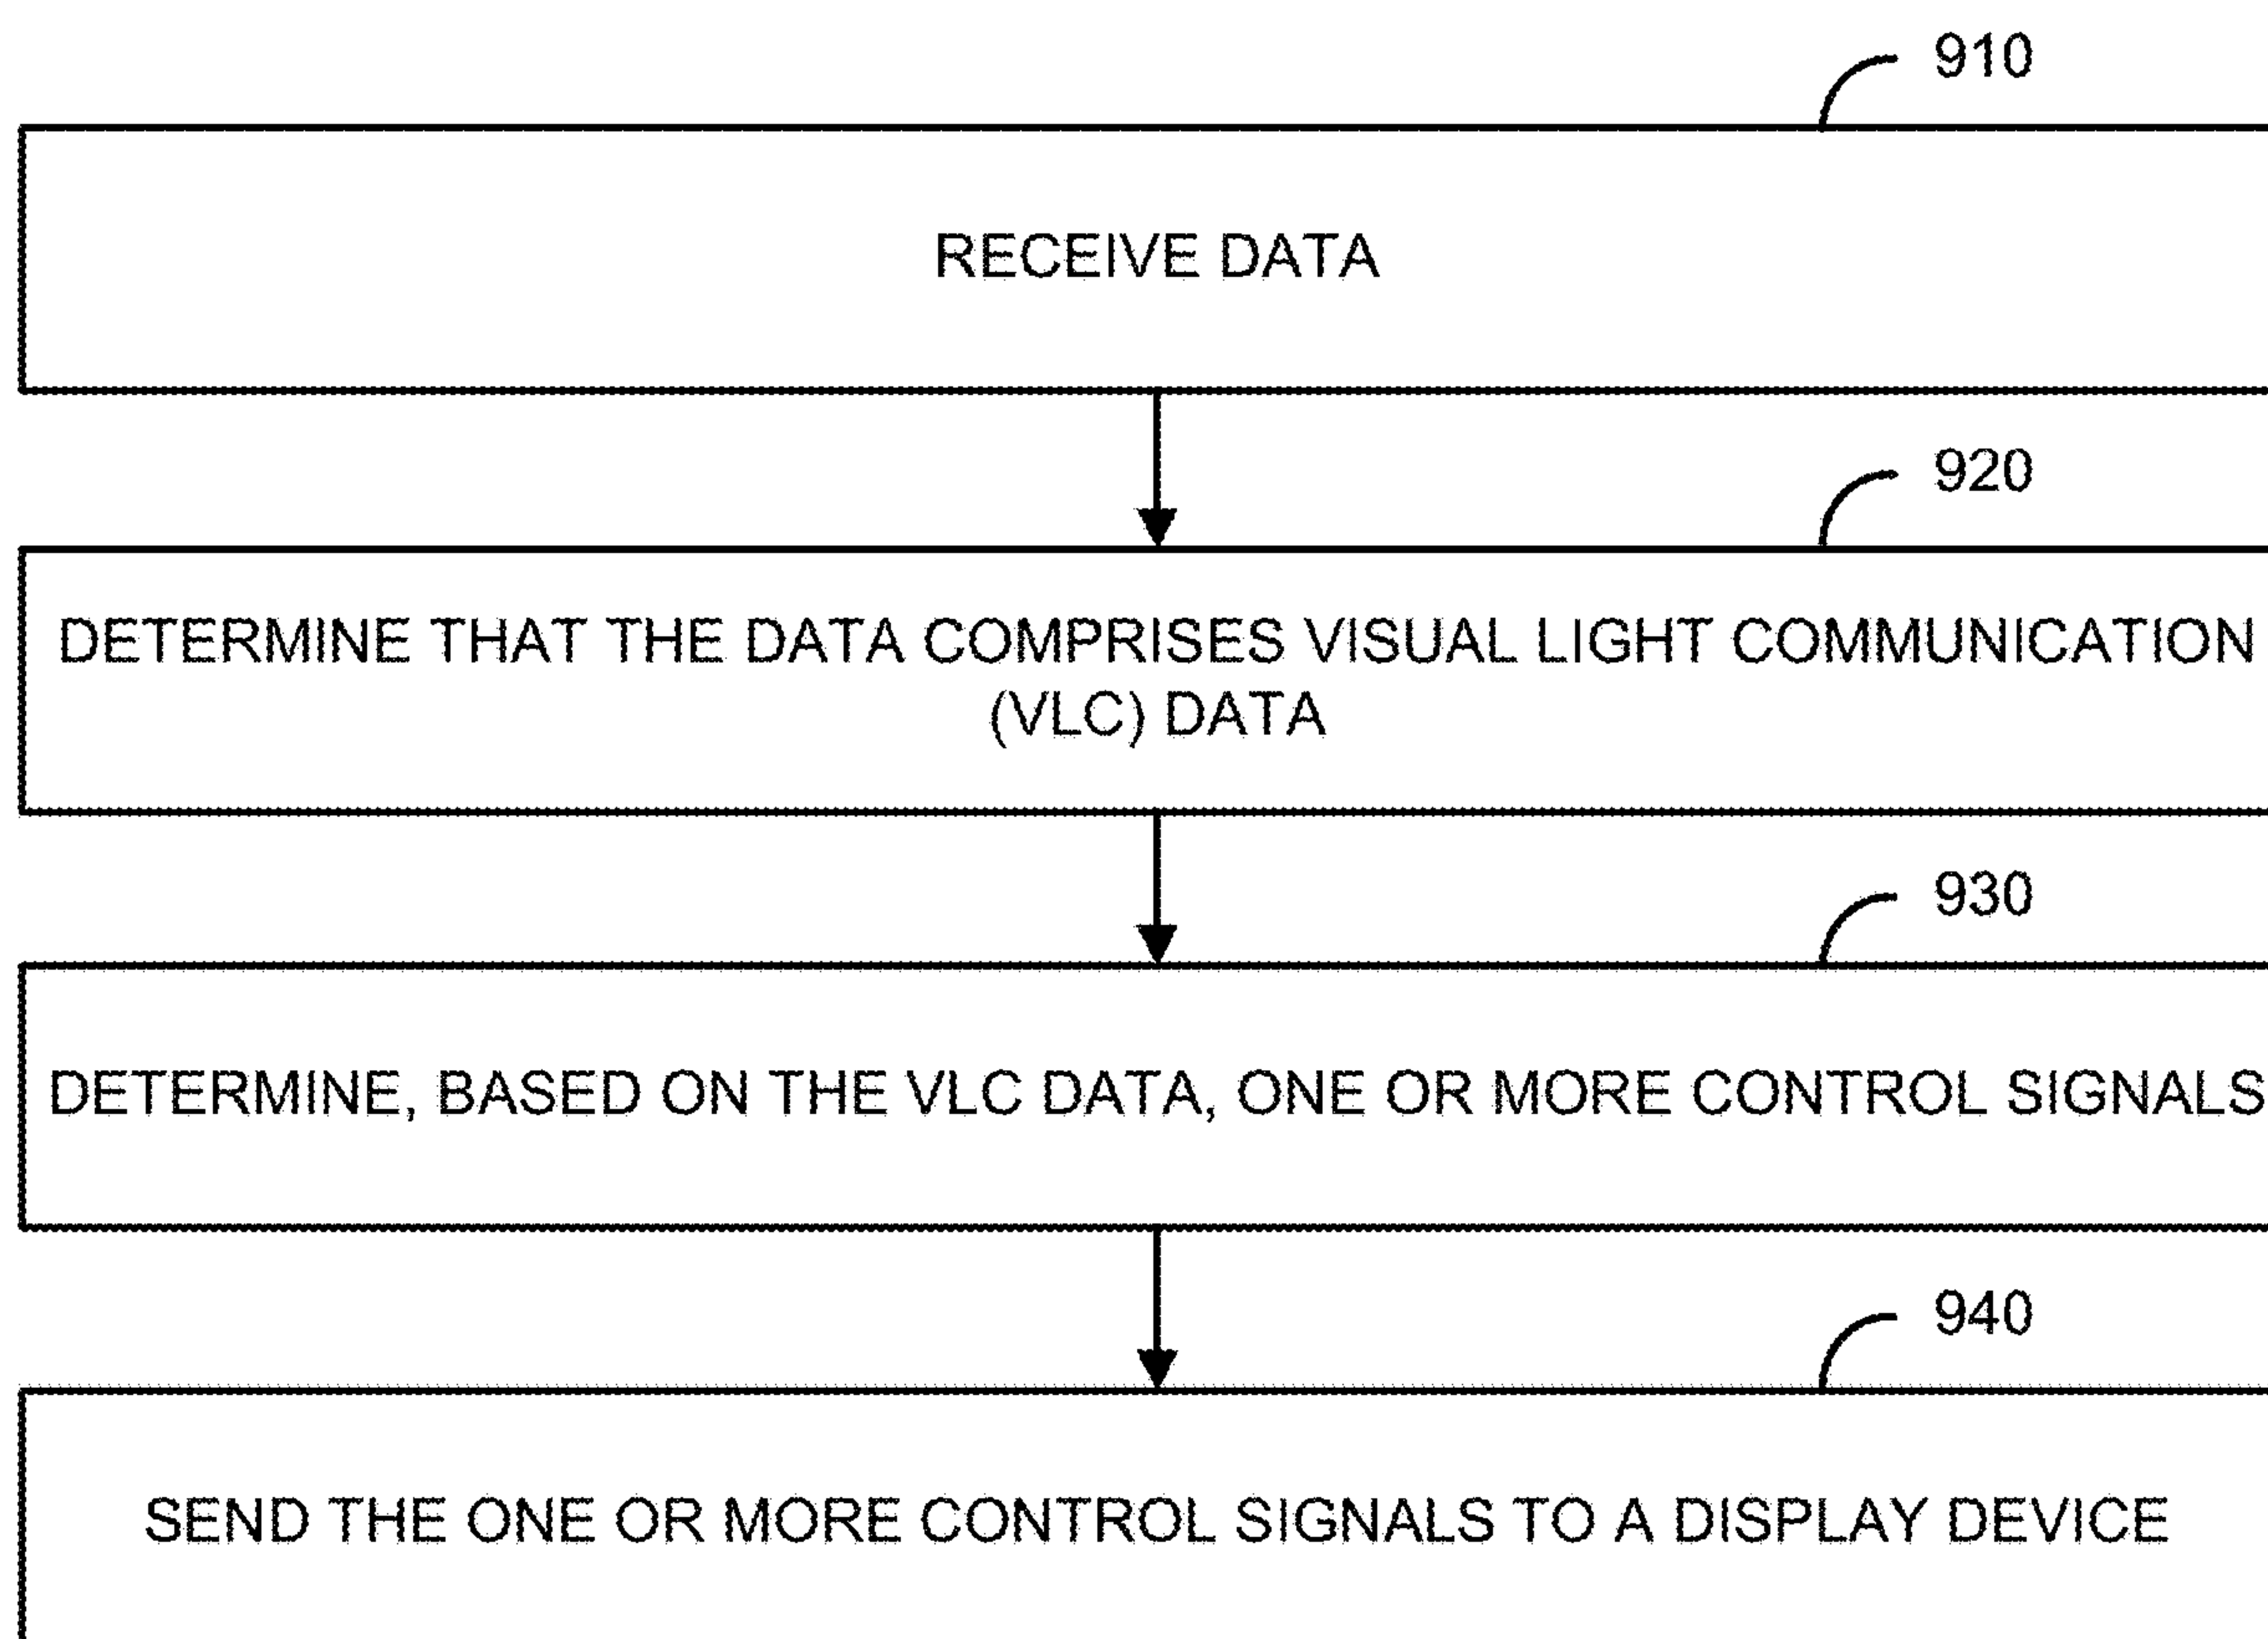 910
RECEIVE DATA
920
DETERMINE THAT THE DATA COMPRISES VISUAL LIGHT COMMUNICATION
(VLC) DATA
930
DETERMINE, BASED ON THE VLC DATA, ONE OR MORE CONTROL SIGNALS
940
SEND THE ONE OR MORE CONTROL SIGNALS TO A DISPLAY DEVICE